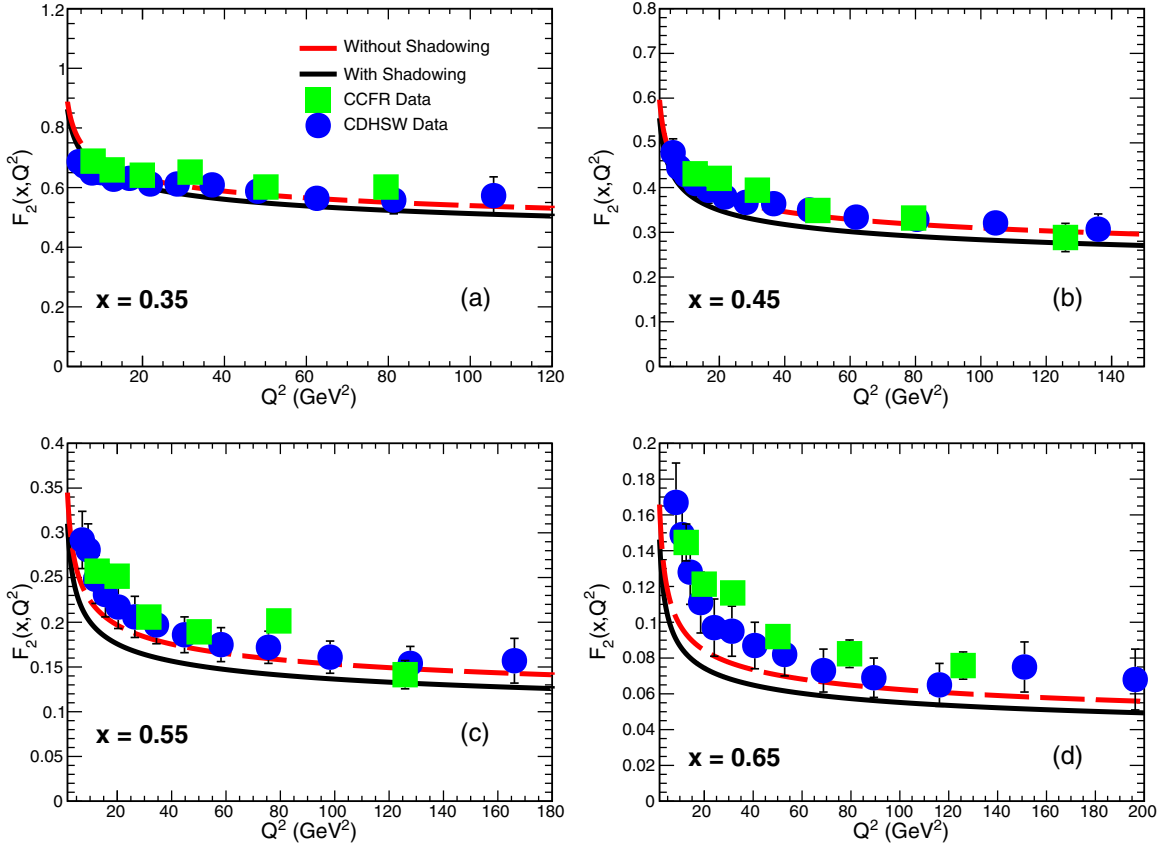 1.2
1
0.8
0.6
0.4
0.2
0
F2(x,Q²)
Without Shadowing
With Shadowing
CCFR Data
CDHSW Data
x = 0.35
(a)
20 40 60 80 100 120
Q² (GeV²)
0.8
0.7
0.6
0.5
0.4
0.3
0.2
0.1
0
F2(x,Q²)
x = 0.45
(b)
20 40 60 80 100 120 140
Q² (GeV²)
0.4
0.35
0.3
0.25
0.2
0.15
0.1
0.05
0
F2(x,Q²)
x = 0.55
(c)
20 40 60 80 100 120 140 160 180
Q² (GeV²)
0.2
0.18
0.16
0.14
0.12
0.1
0.08
0.06
0.04
0.02
0
F2(x,Q²)
x = 0.65
(d)
20 40 60 80 100 120 140 160 180 200
Q² (GeV²)